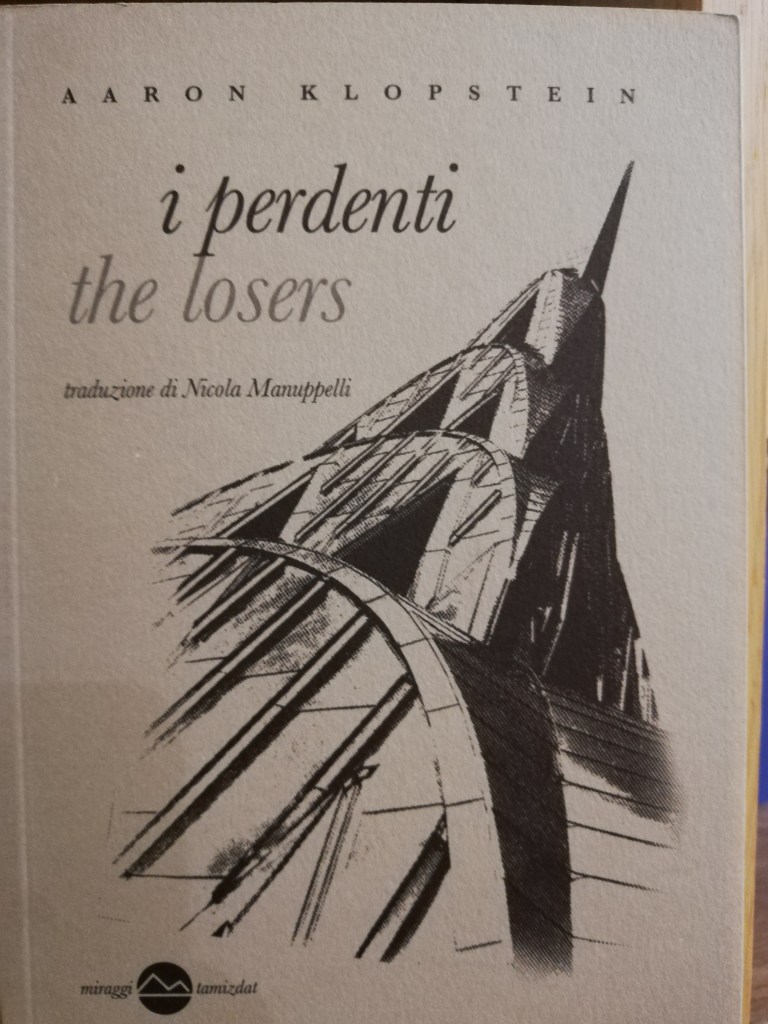 AARON KLOPSTEIN
i perdenti
the losers
traduzione di Nicola Manuppelli
miraggi tamizdat